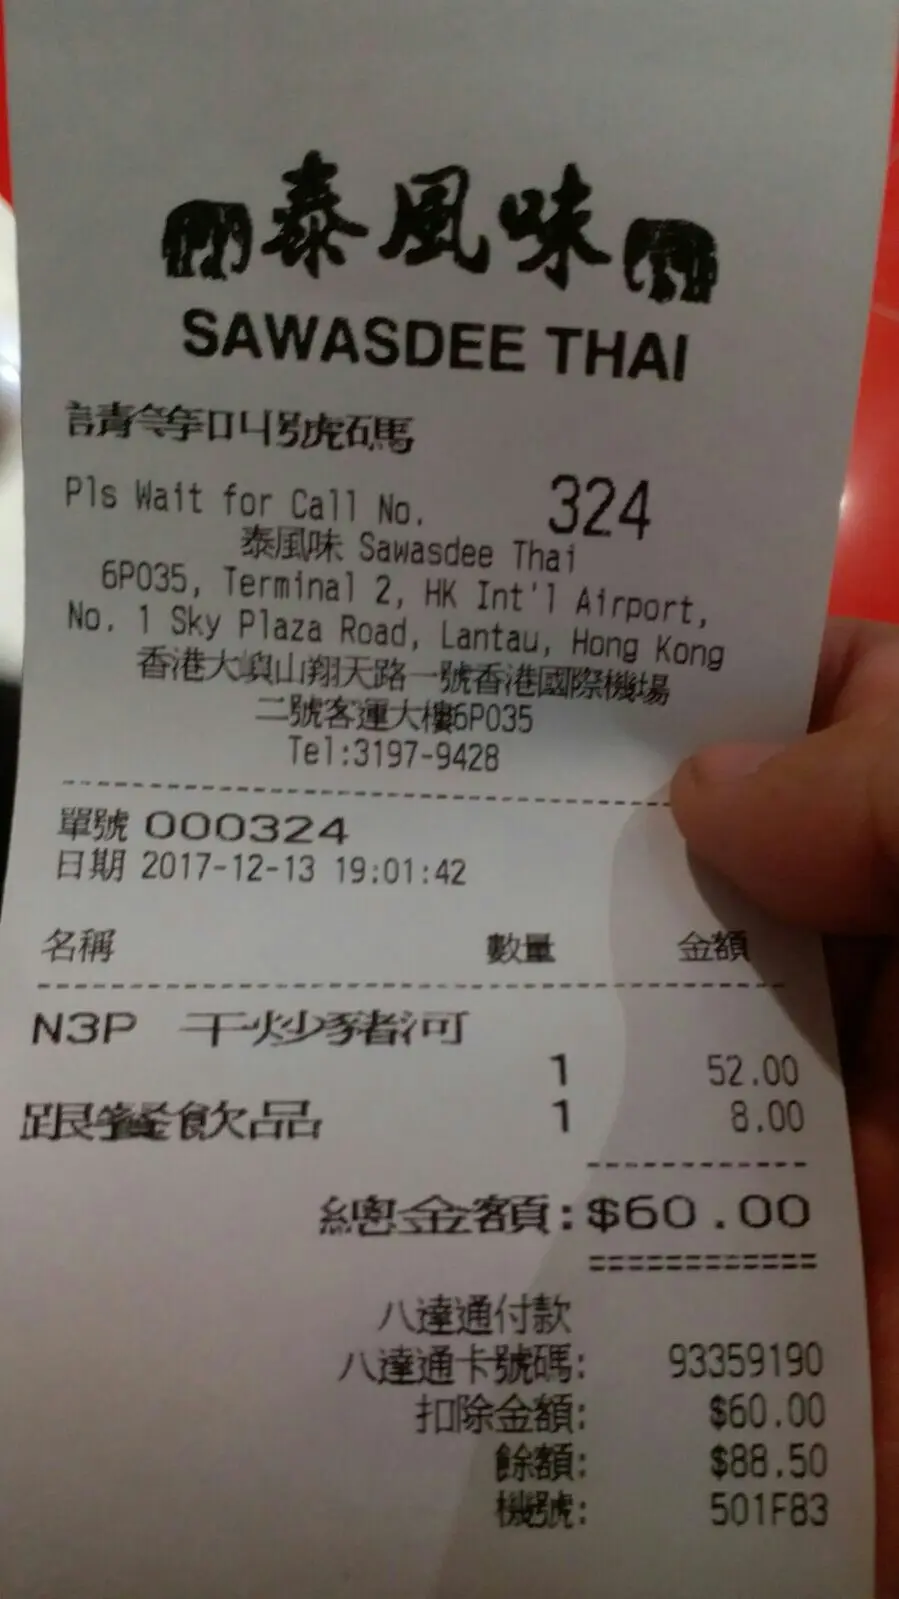 泰風味
SAWASDEE THAI
請等叫號碼
Pls Wait for Call No. 324
泰風味 Sawasdee Thai
6P035, Terminal 2, HK Int'l Airport,
No. 1 Sky Plaza Road, Lantau, Hong Kong
香港大嶼山翔天路一號香港國際機場
二號客運大樓6P035
Tel:3197-9428
單號 000324
日期 2017-12-13 19:01:42
名稱 數量 金額
N3P 干炒豬河
1 52.00
跟餐飲品 1 8.00
總金額:$60.00
八達通付款
八達通卡號碼: 93359190
扣除金額: $60.00
餘額: $88.50
機號: 501F83